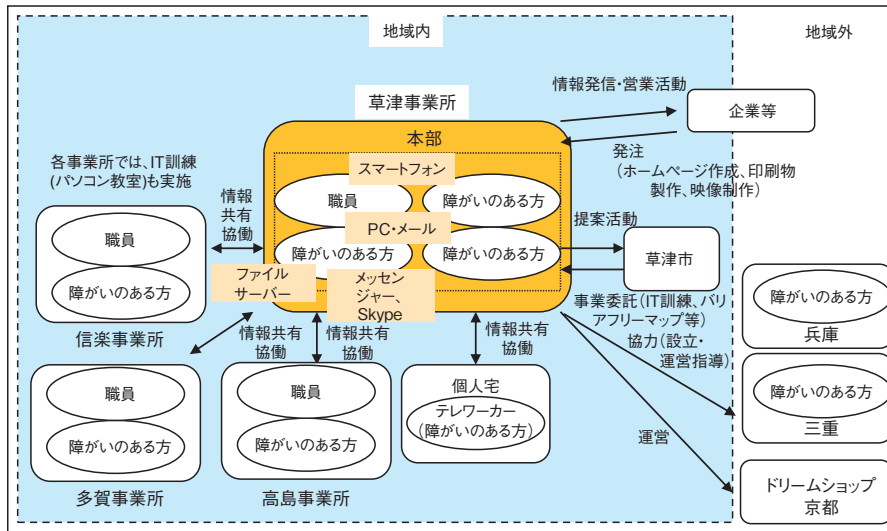 地域内
地域外
草津事業所
本部
スマートフォン
職員
障がいのある方
PC・メール
障がいのある方
障がいのある方
ファイル
サーバー
メッセン
ジャー、
Skype
情報発信・営業活動
企業等
発注
(ホームページ作成、印刷物
製作、映像制作)
提案活動
草津市
事業委託(IT訓練、バリ
アフリーマップ等)
協力(設立・
運営指導)
運営
各事業所では、IT訓練
(パソコン教室)も実施
情報
共有
協働
職員
障がいのある方
信楽事業所
情報共有
協働
職員
障がいのある方
多賀事業所
情報共有
協働
職員
障がいのある方
高島事業所
情報共有
協働
個人宅
テレワーカー
(障がいのある方)
障がいのある方
兵庫
障がいのある方
三重
ドリームショップ
京都